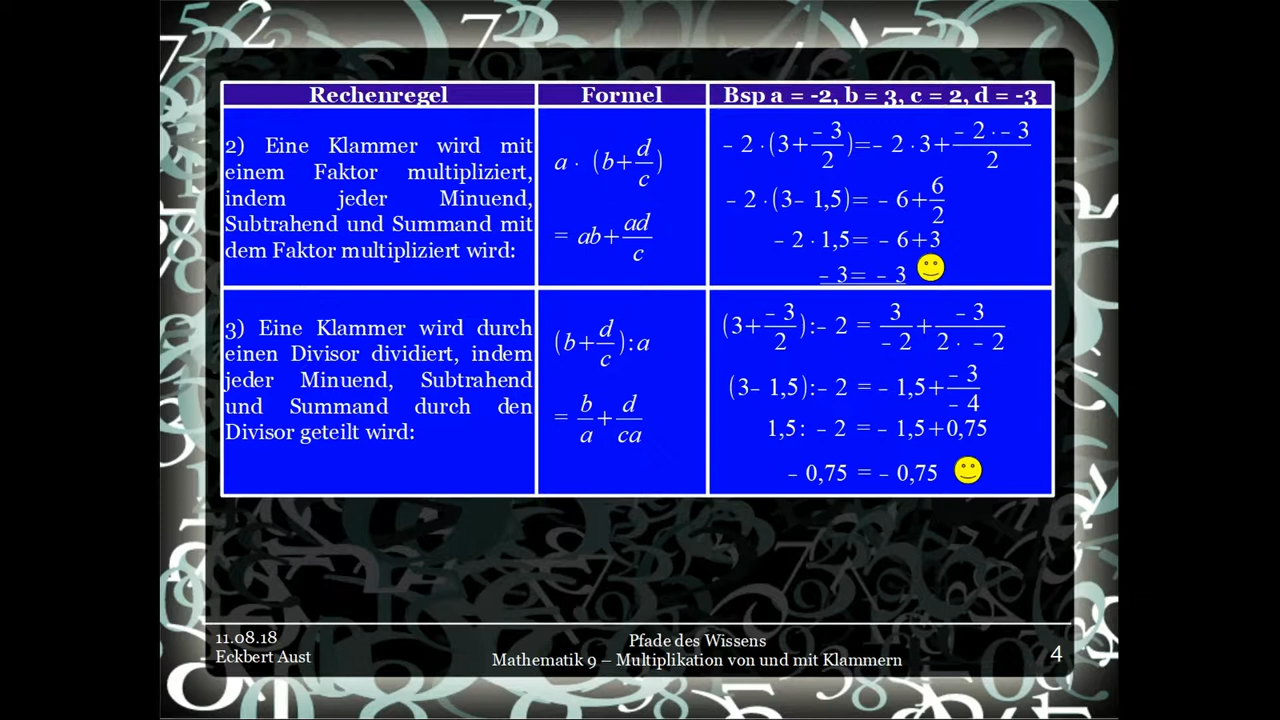 Rechenregel Formel Bsp a = -2, b = 3, c = 2, d = -3
2) Eine Klammer wird mit
einem Faktor multipliziert,
indem jeder Minuend,
Subtrahend und Summand mit
dem Faktor multipliziert wird:
a · (b+d/c)
= ab+ad/c
– 2 · (3+– 3/2)=– 2 · 3+– 2 · – 3/2
– 2 · (3– 1,5)= – 6+6/2
– 2 · 1,5= – 6+3
– 3= – 3
3) Eine Klammer wird durch
einen Divisor dividiert, indem
jeder Minuend, Subtrahend
und Summand durch den
Divisor geteilt wird:
(b+d/c):a
= b/a+d/ca
(3+– 3/2):– 2 = 3/– 2+– 3/2 · – 2
(3– 1,5):– 2 = – 1,5+– 3/– 4
1,5: – 2 = – 1,5+0,75
– 0,75 = – 0,75
11.08.18
Eckbert Aust
Pfade des Wissens
Mathematik 9 – Multiplikation von und mit Klammern
4